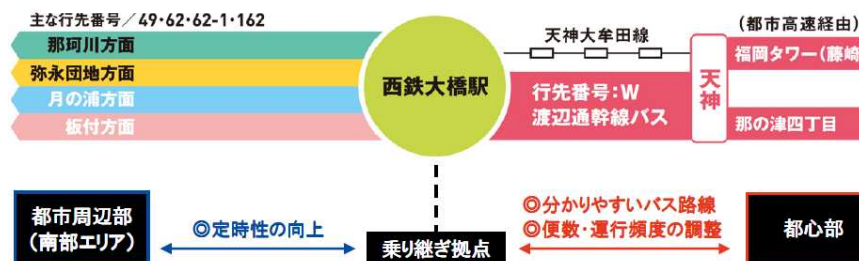 主な行先番号／49・62・62-1・162
那珂川方面
弥永団地方面
月の浦方面
板付方面
西鉄大橋駅
天神大牟田線
行先番号：W
渡辺通幹線バス
天神
（都市高速経由）
福岡タワー（藤崎
那の津四丁目
都市周辺部
（南部エリア）
◎定時性の向上
乗り継ぎ拠点
◎分かりやすいバス路線
◎便数・運行頻度の調整
都心部